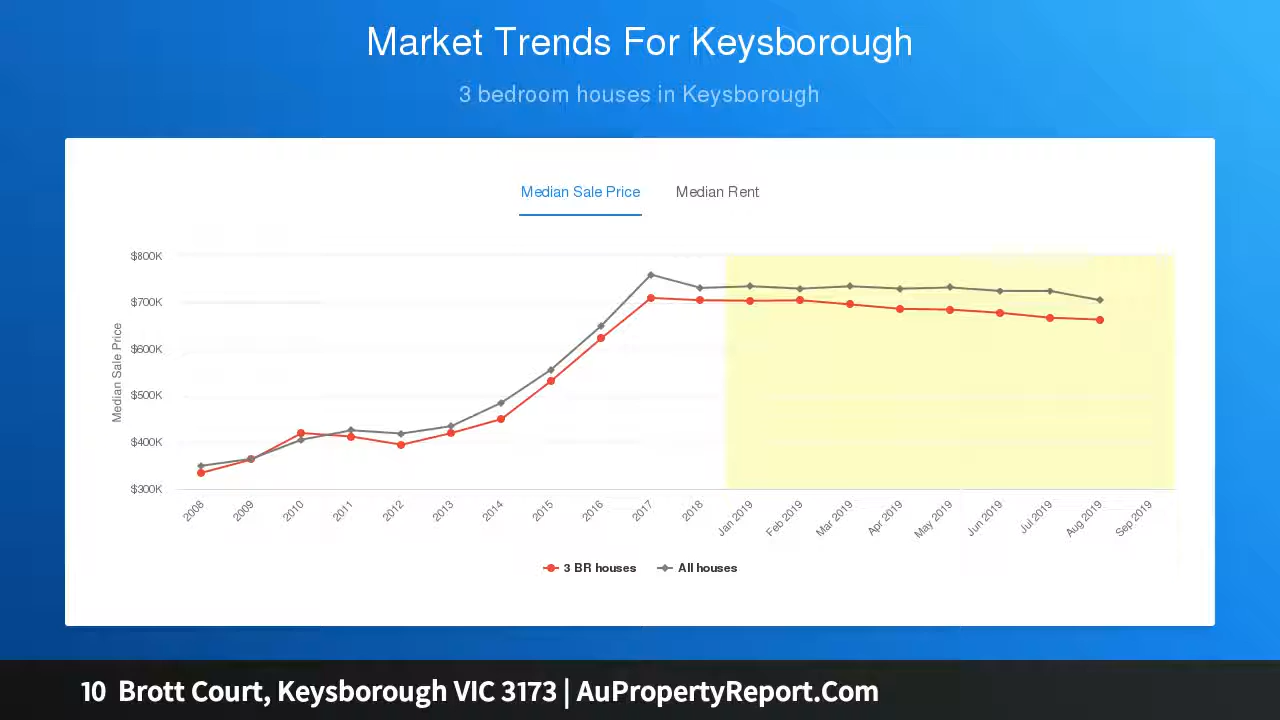 Market Trends For Keysborough
3 bedroom houses in Keysborough
Median Sale Price Median Rent
Median Sale Price
$800K
$700K
$600K
$500K
$400K
$300K
2008 2009 2010 2011 2012 2013 2014 2015 2016 2017 2018 Jan 2019 Feb 2019 Mar 2019 Apr 2019 May 2019 Jun 2019 Jul 2019 Aug 2019 Sep 2019
3 BR houses All houses
10 Brott Court, Keysborough VIC 3173 | AuPropertyReport.Com